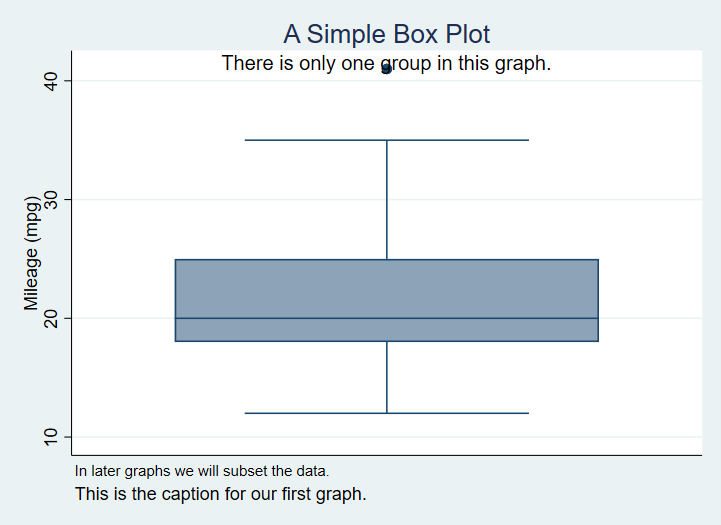 A Simple Box Plot
There is only one group in this graph.
Mileage (mpg)
40
30
20
10
In later graphs we will subset the data.
This is the caption for our first graph.